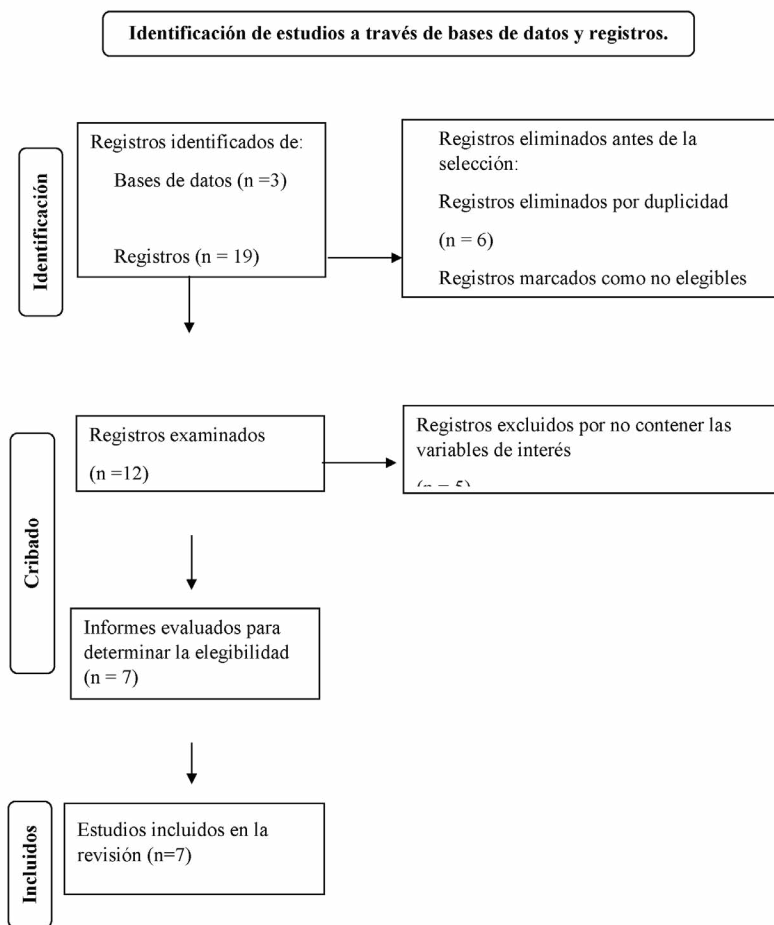 Identificación de estudios a través de bases de datos y registros.
Identificación
Registros identificados de:
Bases de datos (n =3)
Registros (n = 19)
Registros eliminados antes de la
selección:
Registros eliminados por duplicidad
(n = 6)
Registros marcados como no elegibles
Cribado
Registros examinados
(n =12)
Registros excluidos por no contener las
variables de interés
(n = 5)
Informes evaluados para
determinar la elegibilidad
(n = 7)
Incluidos
Estudios incluidos en la
revisión (n=7)